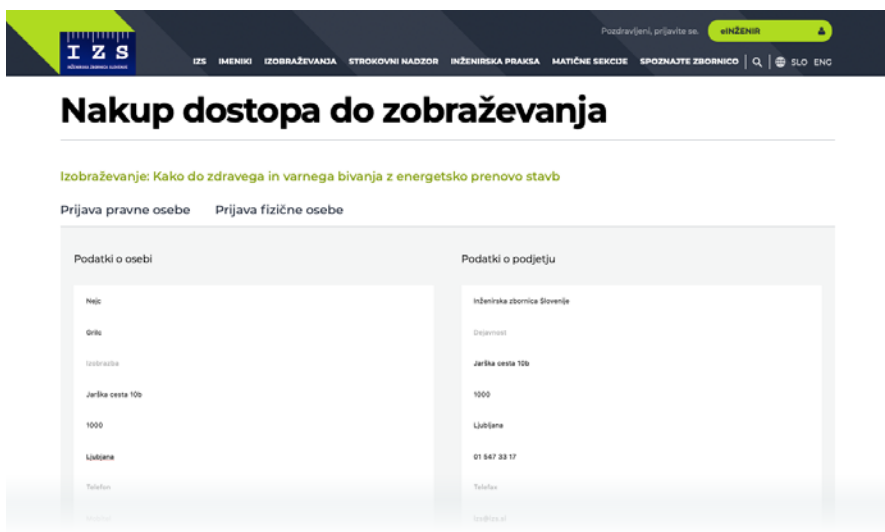 Pozdravljeni, prijavite se. eINŽENIR
IZS
INŽENIRSKA ZBORNICA SLOVENIJE
IZS IMENIKI IZOBRAŽEVANJA STROKOVNI NADZOR INŽENIRSKA PRAKSA MATIČNE SEKCIJE SPOZNAJTE ZBORNICO SLO ENG
Nakup dostopa do zobraževanja
Izobraževanje: Kako do zdravega in varnega bivanja z energetsko prenovo stavb
Prijava pravne osebe Prijava fizične osebe
Podatki o osebi
Nejc
Grilc
Izobrazba
Jarška cesta 10b
1000
Ljubljana
Telefon
Podatki o podjetju
Inženirska zbornica Slovenije
Dejavnost
Jarška cesta 10b
1000
Ljubljana
01 547 33 17
Telefax
izs@izs.si